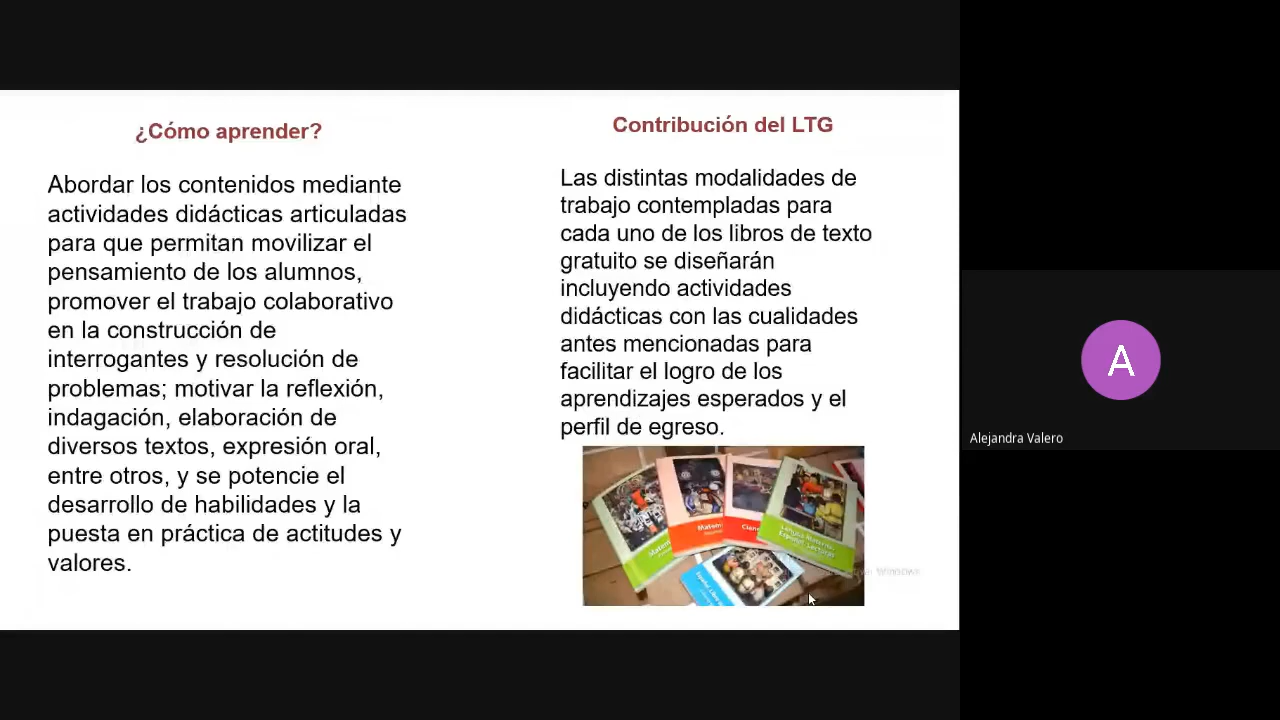 ¿Cómo aprender?
Abordar los contenidos mediante
actividades didácticas articuladas
para que permitan movilizar el
pensamiento de los alumnos,
promover el trabajo colaborativo
en la construcción de
interrogantes y resolución de
problemas; motivar la reflexión,
indagación, elaboración de
diversos textos, expresión oral,
entre otros, y se potencie el
desarrollo de habilidades y la
puesta en práctica de actitudes y
valores.
Contribución del LTG
Las distintas modalidades de
trabajo contempladas para
cada uno de los libros de texto
gratuito se diseñarán
incluyendo actividades
didácticas con las cualidades
antes mencionadas para
facilitar el logro de los
aprendizajes esperados y el
perfil de egreso.
Lengua Materna
Español. Lecturas
Windows
A
Alejandra Valero